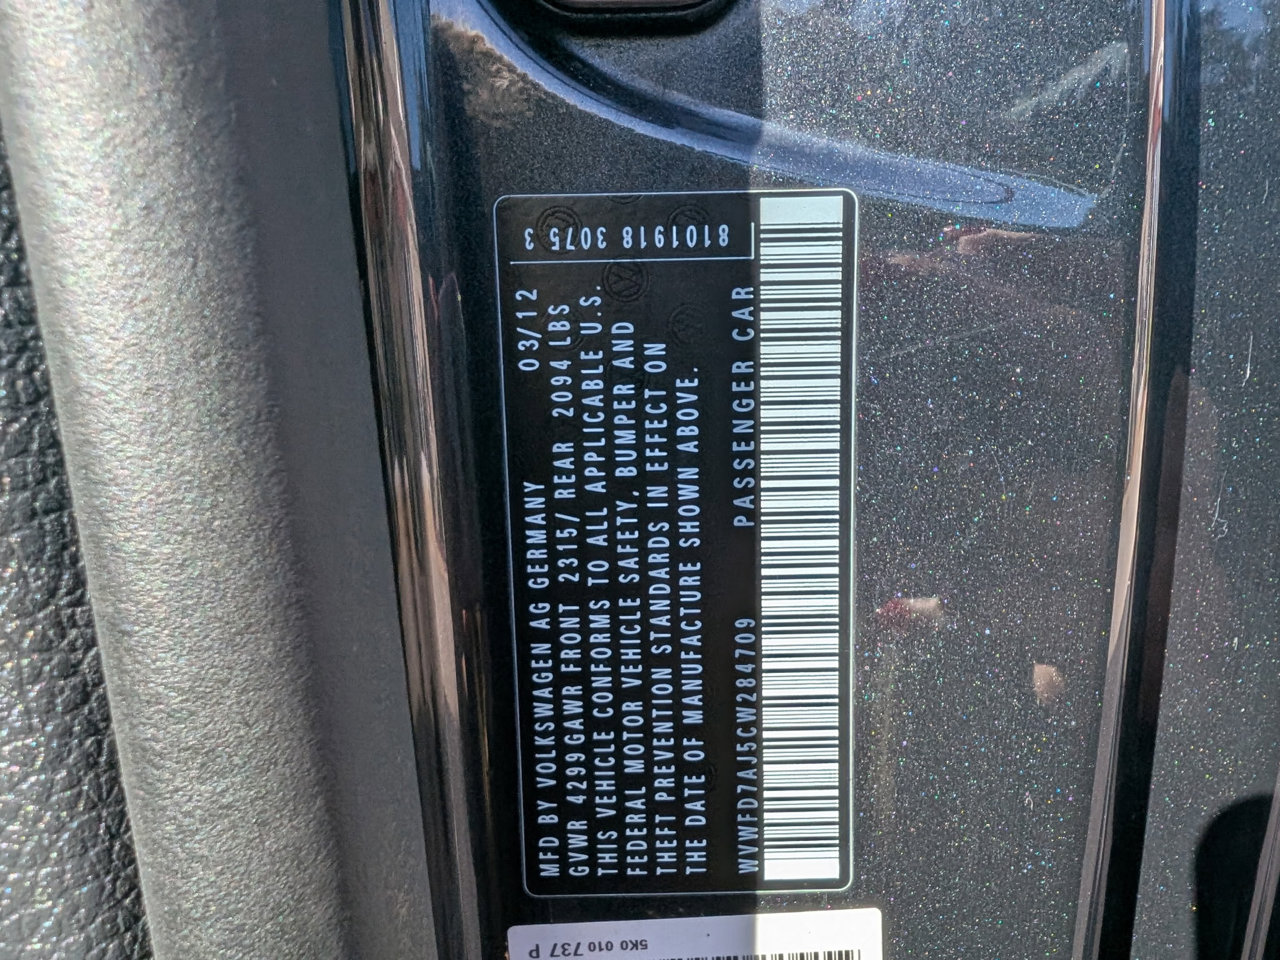 MFD BY VOLKSWAGEN AG GERMANY 03/12
GVWR 4299 GAWR FRONT 2315/ REAR 2094 LBS
THIS VEHICLE CONFORMS TO ALL APPLICABLE U.S.
FEDERAL MOTOR VEHICLE SAFETY, BUMPER AND
THEFT PREVENTION STANDARDS IN EFFECT ON
THE DATE OF MANUFACTURE SHOWN ABOVE.
WVWFD7AJ5CW284709 PASSENGER CAR
8101918 3075 3
5K0 010 737 P